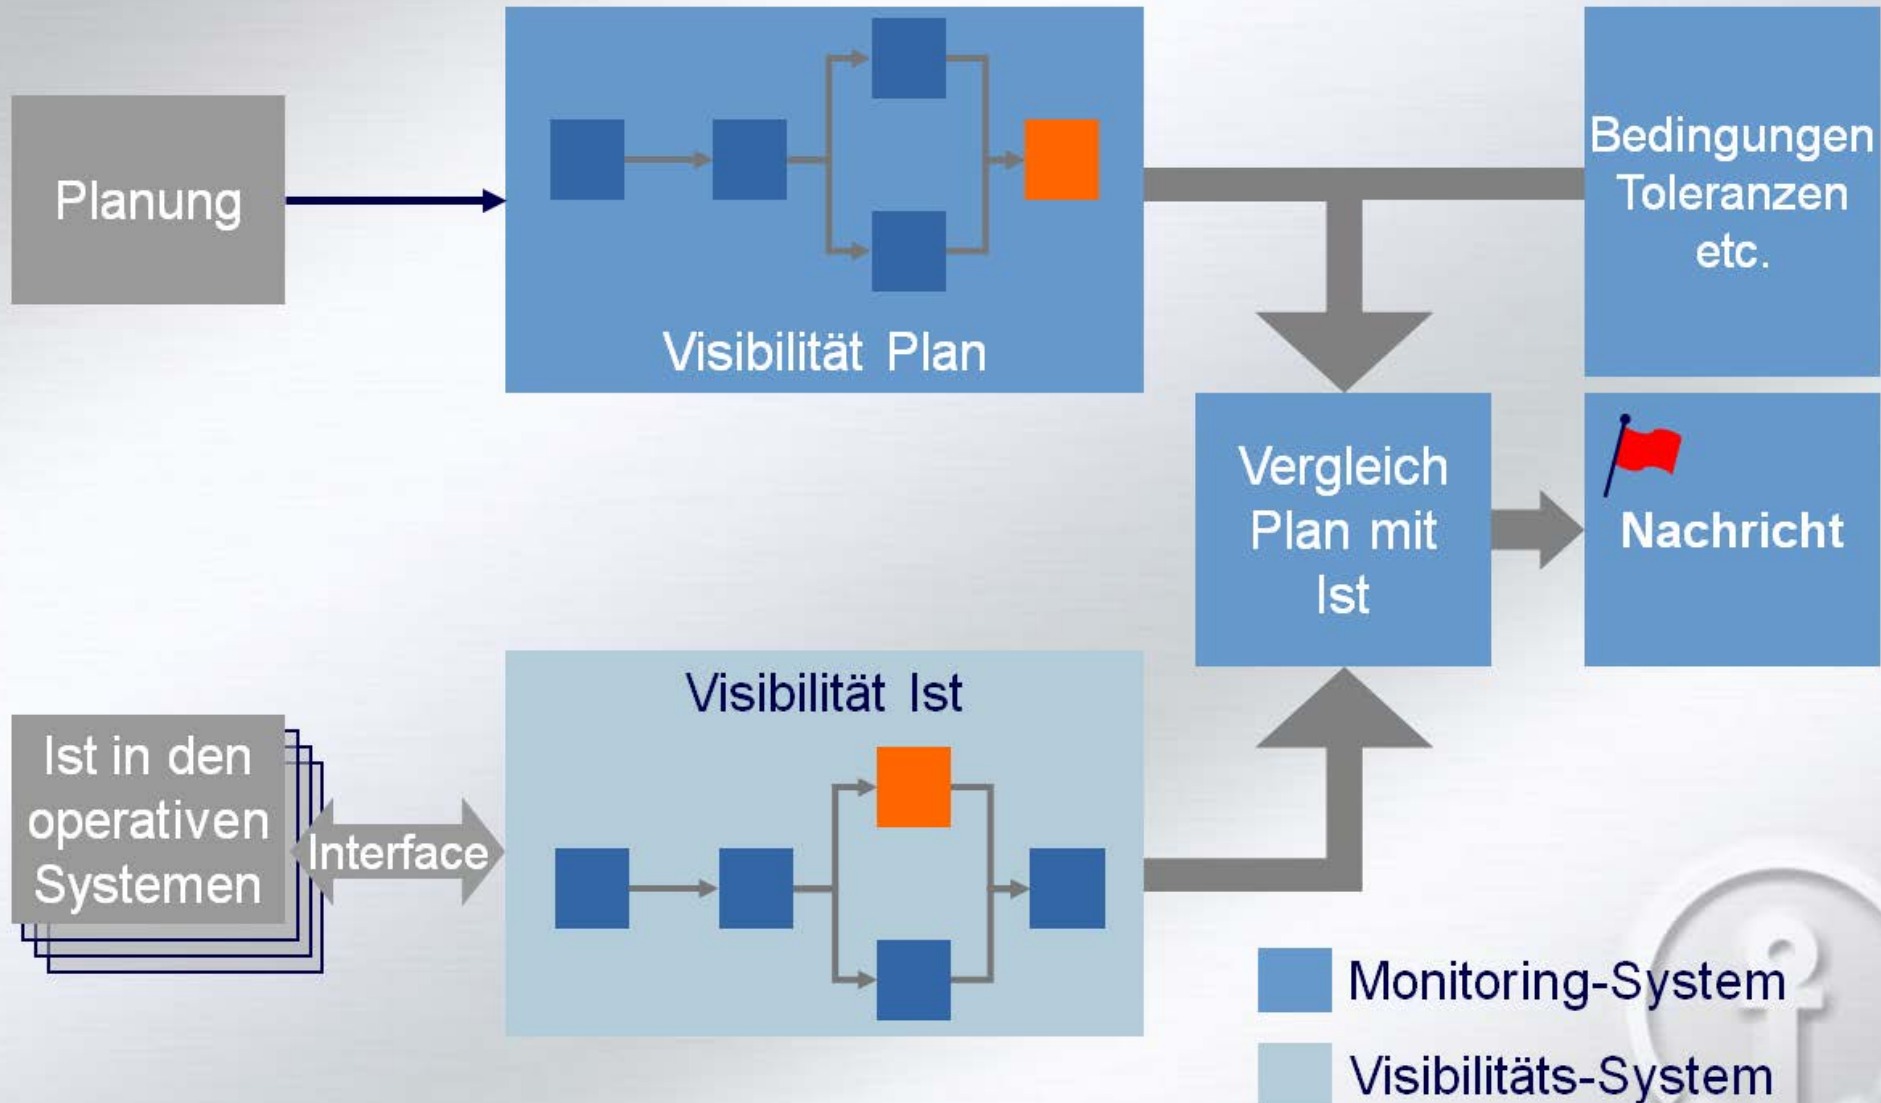 Planung
Visibilität Plan
Bedingungen
Toleranzen
etc.
Vergleich
Plan mit
Ist
Nachricht
Visibilität Ist
Ist in den
operativen
Systemen
Interface
Monitoring-System
Visibilitäts-System